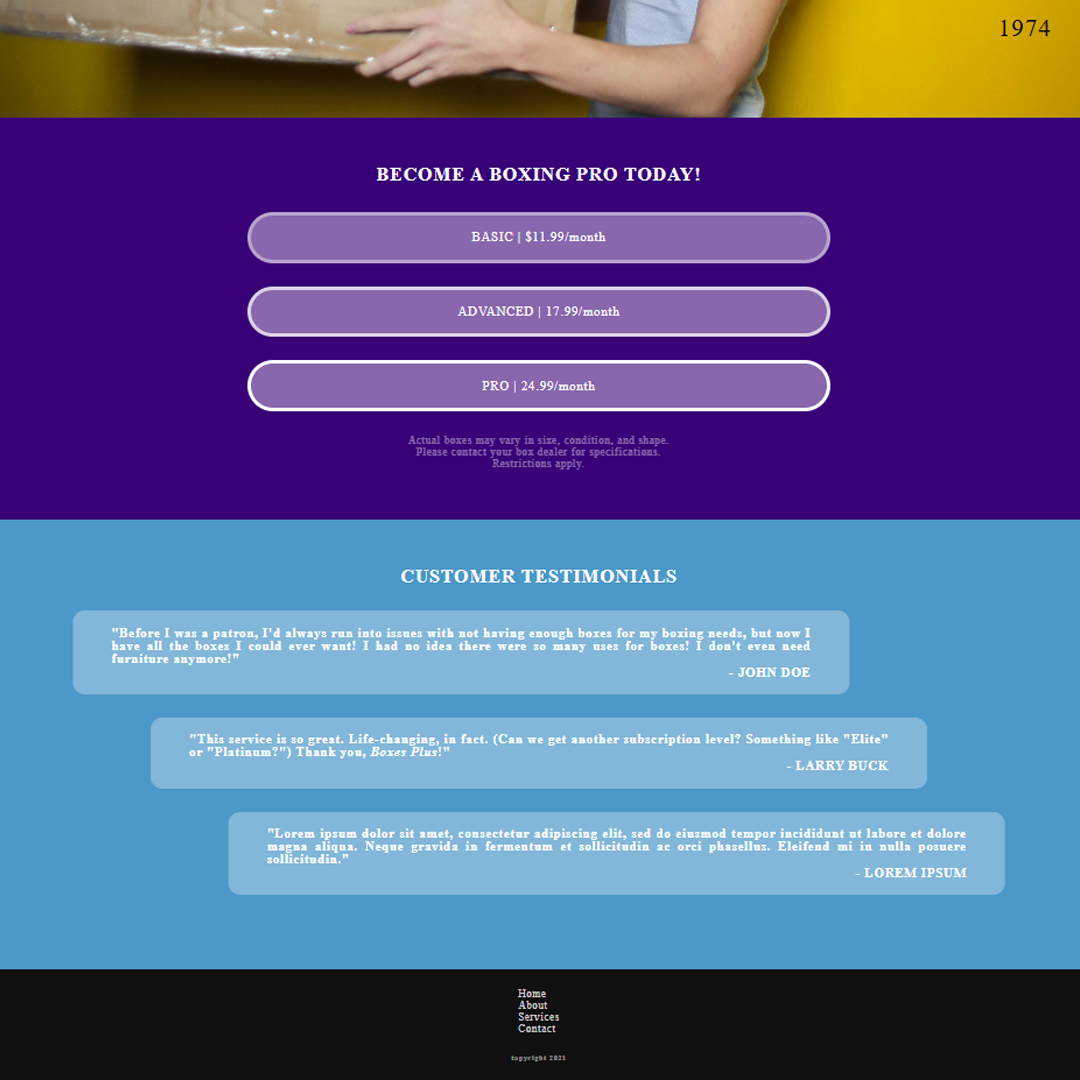 1974
BECOME A BOXING PRO TODAY!
BASIC | $11.99/month
ADVANCED | 17.99/month
PRO | 24.99/month
Actual boxes may vary in size, condition, and shape.
Please contact your box dealer for specifications.
Restrictions apply.
CUSTOMER TESTIMONIALS
"Before I was a patron, I'd always run into issues with not having enough boxes for my boxing needs, but now I
have all the boxes I could ever want! I had no idea there were so many uses for boxes! I don't even need
furniture anymore!"
- JOHN DOE
"This service is so great. Life-changing, in fact. (Can we get another subscription level? Something like "Elite"
or "Platinum?") Thank you, Boxes Plus!"
- LARRY BUCK
"Lorem ipsum dolor sit amet, consectetur adipiscing elit, sed do eiusmod tempor incididunt ut labore et dolore
magna aliqua. Neque gravida in fermentum et sollicitudin ac orci phasellus. Eleifend mi in nulla posuere
sollicitudin."
- LOREM IPSUM
Home
About
Services
Contact
copyright 2021